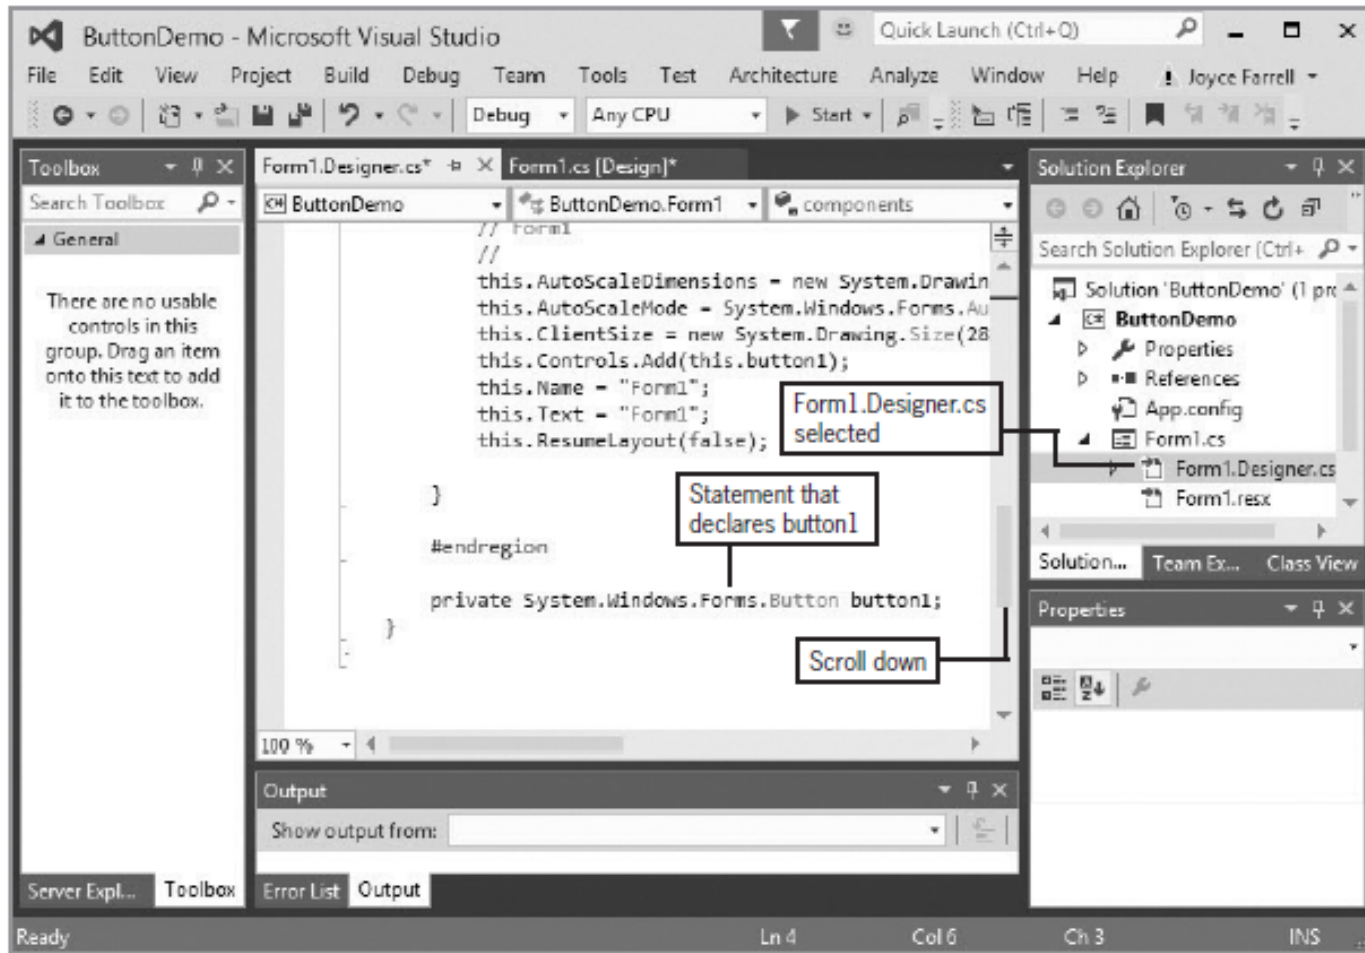 ButtonDemo - Microsoft Visual Studio
Quick Launch (Ctrl+Q)
File Edit View Project Build Debug Team Tools Test Architecture Analyze Window Help Joyce Farrell
Debug Any CPU Start
Toolbox
Search Toolbox
General
There are no usable
controls in this
group. Drag an item
onto this text to add
it to the toolbox.
Server Expl... Toolbox
Form1.Designer.cs* Form1.cs [Design]*
C# ButtonDemo ButtonDemo.Form1 components
// Form1
//
this.AutoScaleDimensions = new System.Drawin
this.AutoScaleMode = System.Windows.Forms.Au
this.ClientSize = new System.Drawing.Size(28
this.Controls.Add(this.button1);
this.Name = "Form1";
this.Text = "Form1";
this.ResumeLayout(false);
}
#endregion
private System.Windows.Forms.Button button1;
}
Form1.Designer.cs
selected
Statement that
declares button1
Scroll down
100 %
Output
Show output from:
Error List Output
Solution Explorer
Search Solution Explorer (Ctrl+
Solution 'ButtonDemo' (1 pro
C# ButtonDemo
Properties
References
App.config
Form1.cs
Form1.Designer.cs
Form1.resx
Solution... Team Ex... Class View
Properties
Ready Ln 4 Col 6 Ch 3 INS